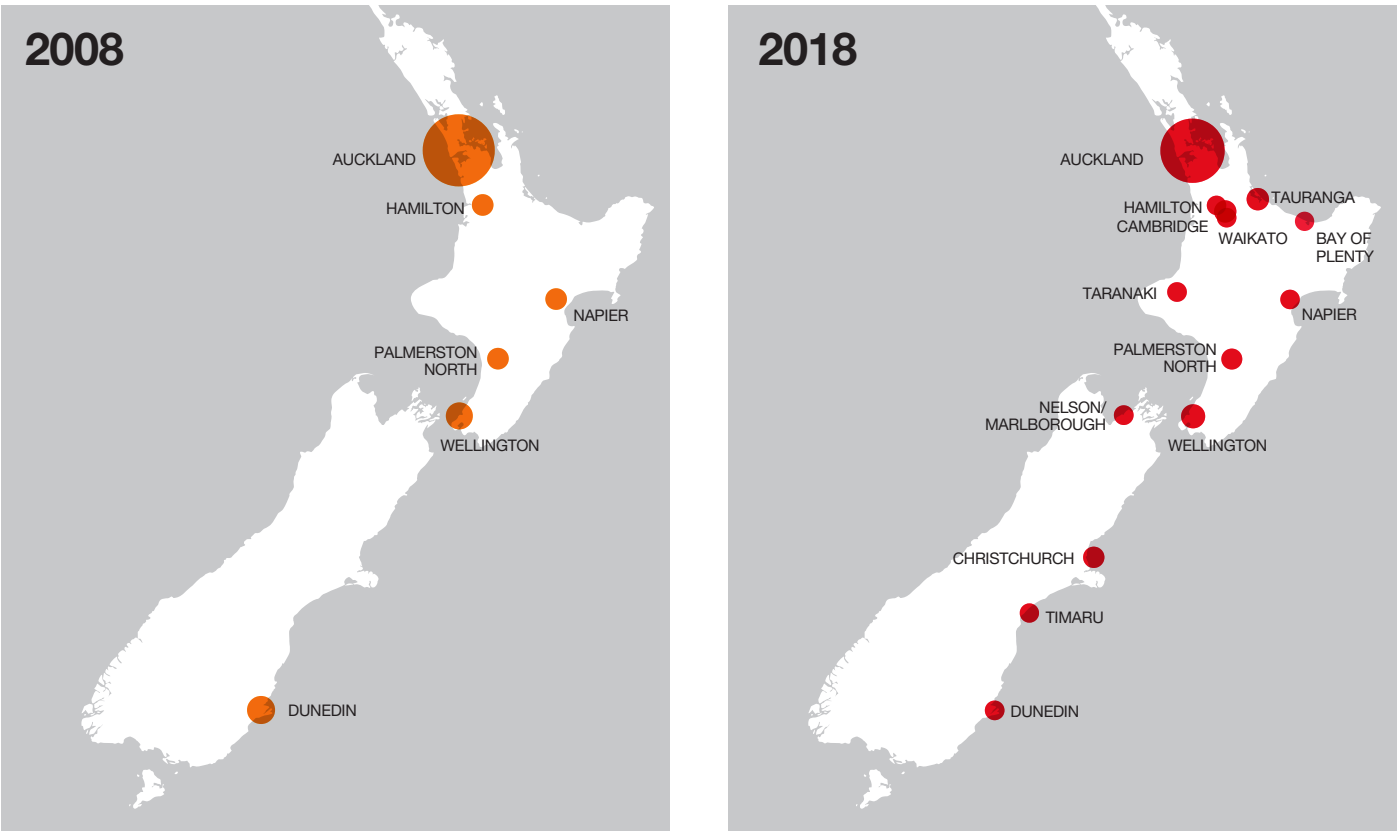 2008
AUCKLAND
HAMILTON
NAPIER
PALMERSTON
NORTH
WELLINGTON
DUNEDIN
2018
AUCKLAND
TAURANGA
HAMILTON
CAMBRIDGE
WAIKATO
BAY OF
PLENTY
TARANAKI
NAPIER
PALMERSTON
NORTH
NELSON/
MARLBOROUGH
WELLINGTON
CHRISTCHURCH
TIMARU
DUNEDIN